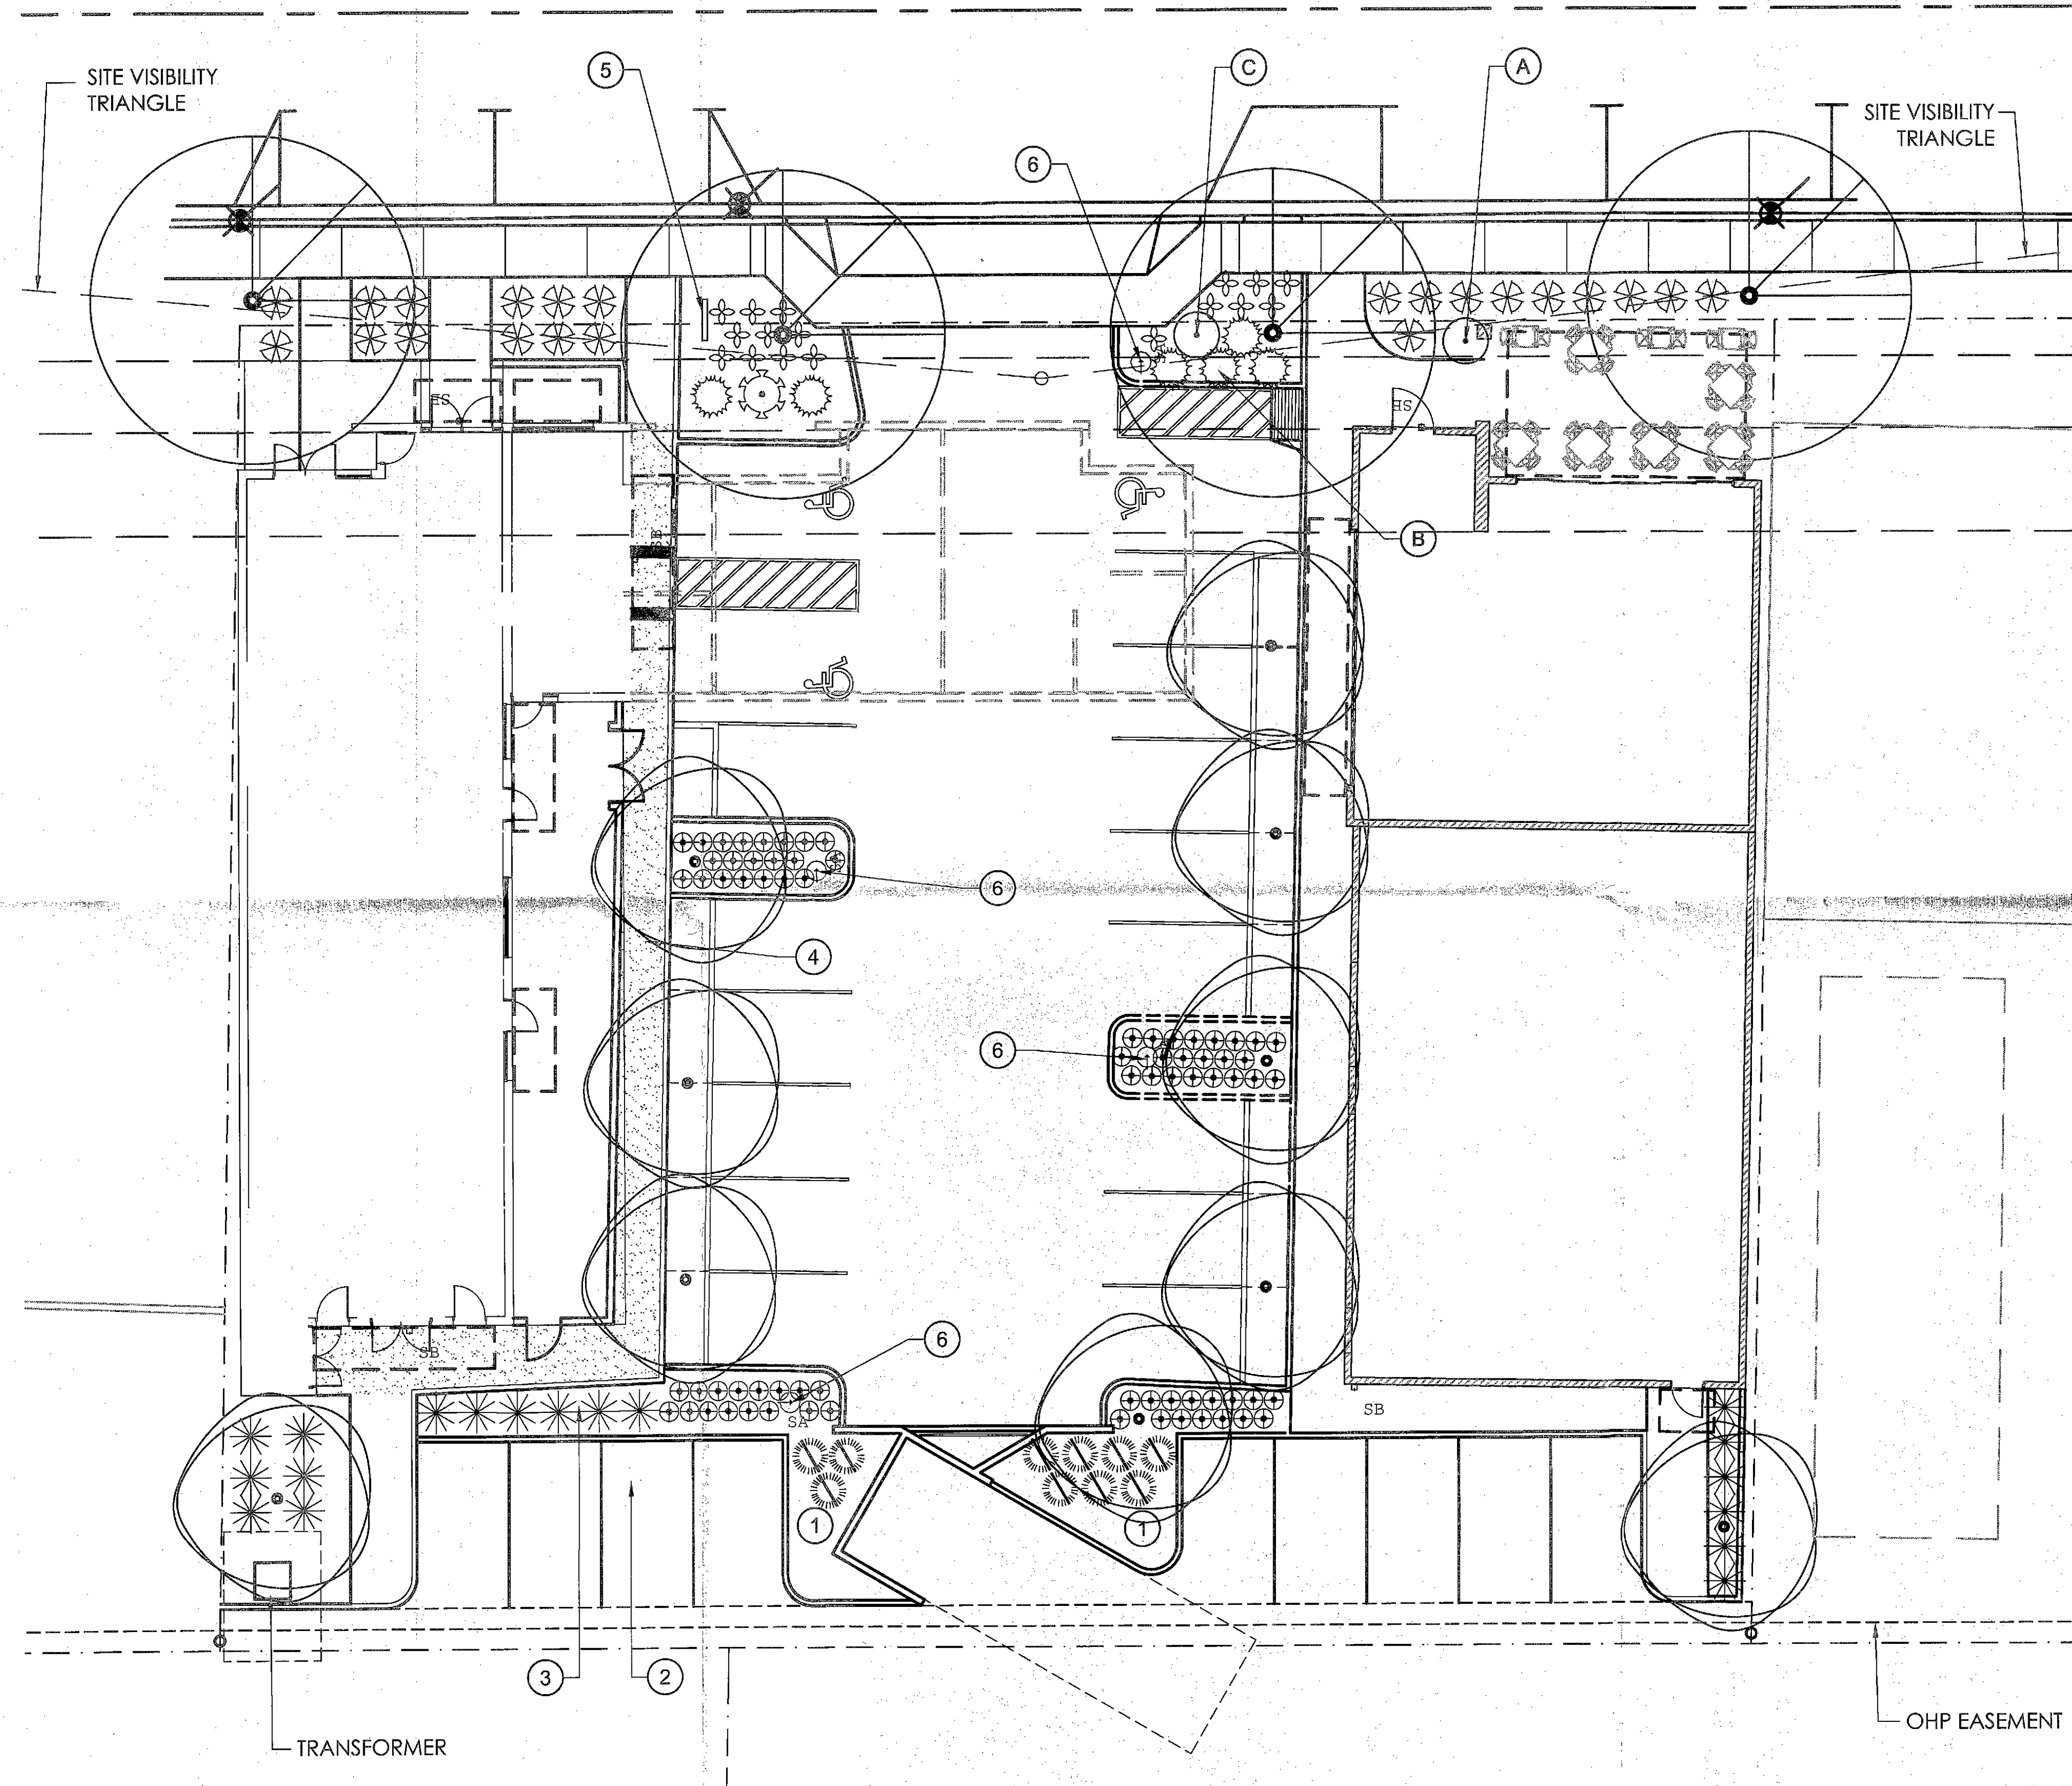 5
C
A
SITE VISIBILITY
TRIANGLE
SITE VISIBILITY
TRIANGLE
6
B
6
4
6
6
SB
SA
SB
1
1
3
2
OHP EASEMENT
TRANSFORMER